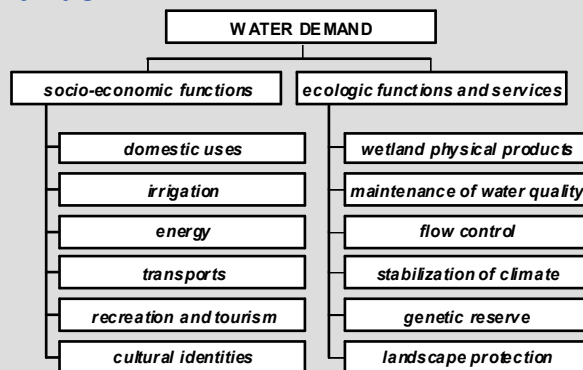 WATER DEMAND
socio-economic functions
ecologic functions and services
domestic uses
irrigation
energy
transports
recreation and tourism
cultural identities
wetland physical products
maintenance of water quality
flow control
stabilization of climate
genetic reserve
landscape protection